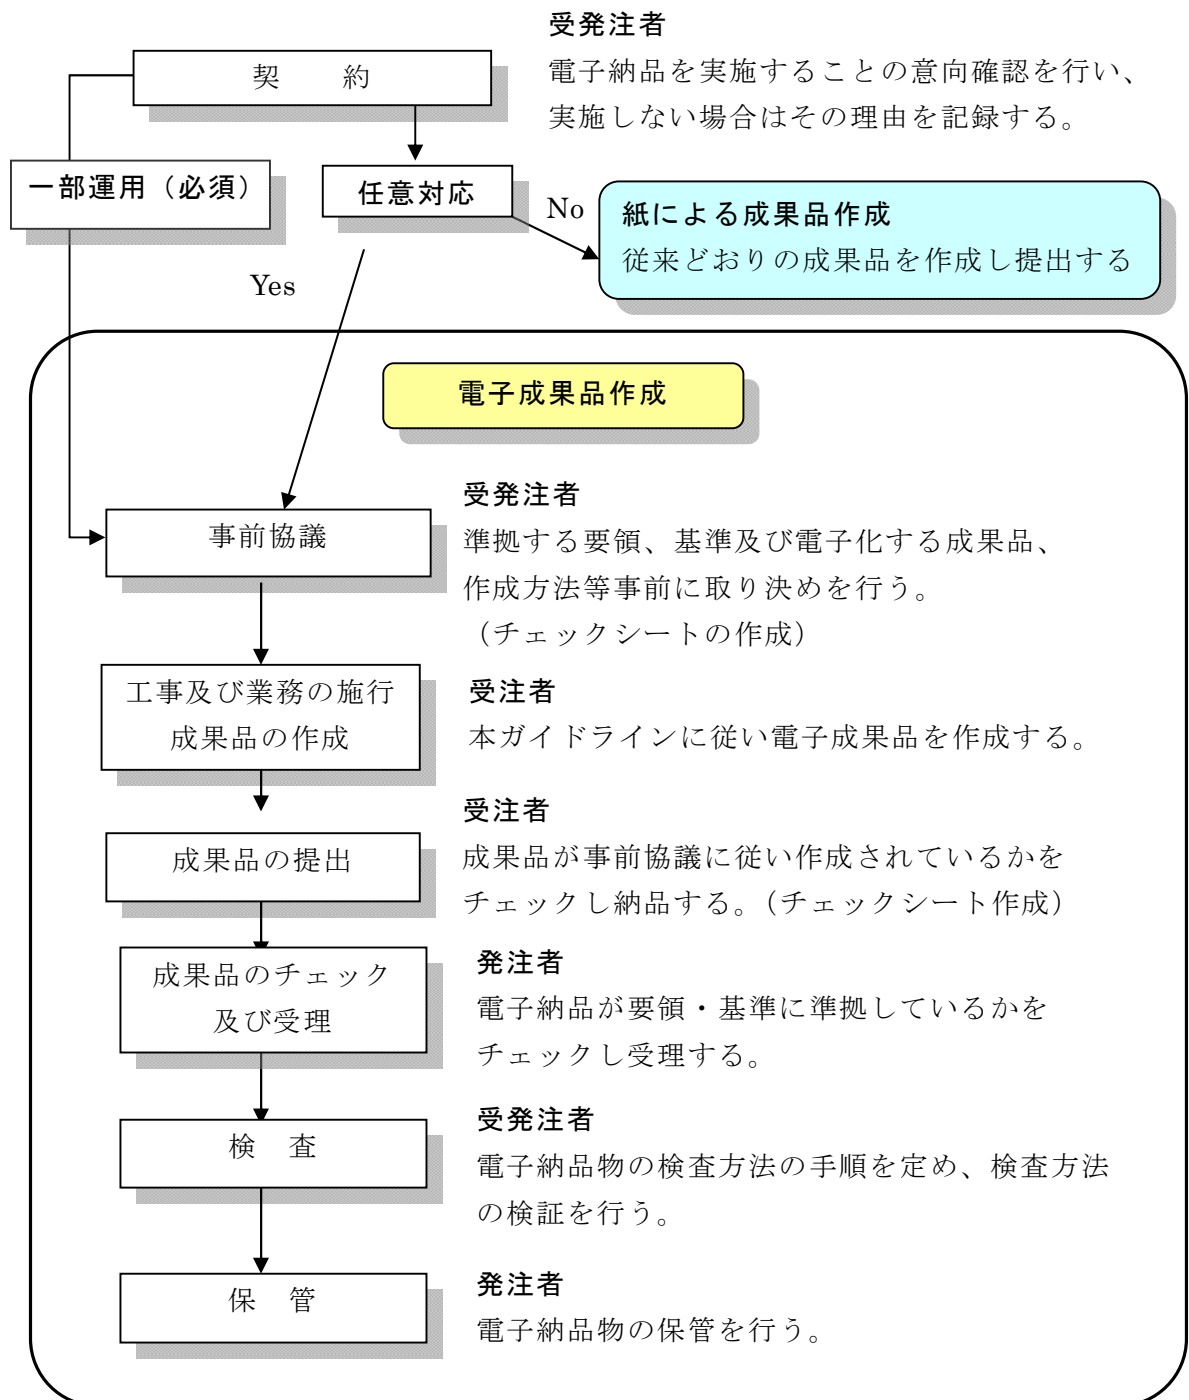 受発注者
契　　約
電子納品を実施することの意向確認を行い、
実施しない場合はその理由を記録する。
一部運用（必須）
任意対応
No
紙による成果品作成
従来どおりの成果品を作成し提出する
Yes
電子成果品作成
受発注者
事前協議
準拠する要領、基準及び電子化する成果品、
作成方法等事前に取り決めを行う。
（チェックシートの作成）
工事及び業務の施行
成果品の作成
受注者
本ガイドラインに従い電子成果品を作成する。
受注者
成果品の提出
成果品が事前協議に従い作成されているかを
チェックし納品する。（チェックシート作成）
成果品のチェック
及び受理
発注者
電子納品が要領・基準に準拠しているかを
チェックし受理する。
受発注者
検　査
電子納品物の検査方法の手順を定め、検査方法
の検証を行う。
発注者
保　管
電子納品物の保管を行う。